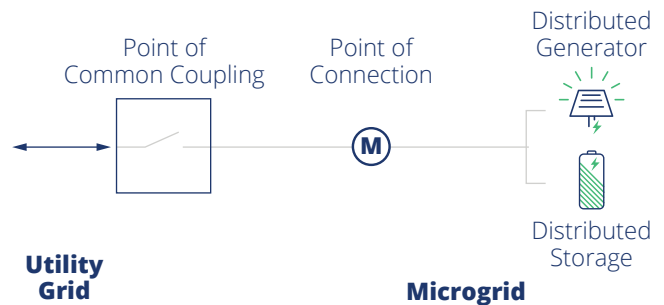 Point of
Common Coupling
Point of
Connection
Distributed
Generator
M
Distributed
Storage
Utility
Grid
Microgrid